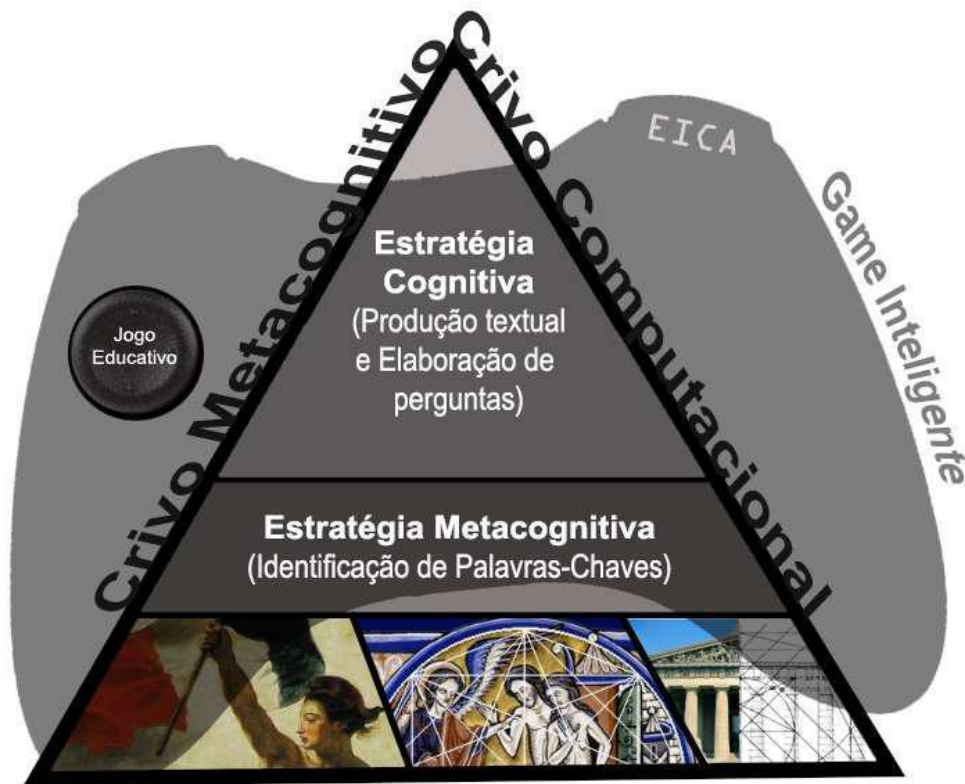 Crivo Metacognitivo
Crivo Computacional
EICA
Game Inteligente
Jogo
Educativo
Estratégia
Cognitiva
(Produção textual
e Elaboração de
perguntas)
Estratégia Metacognitiva
(Identificação de Palavras-Chaves)